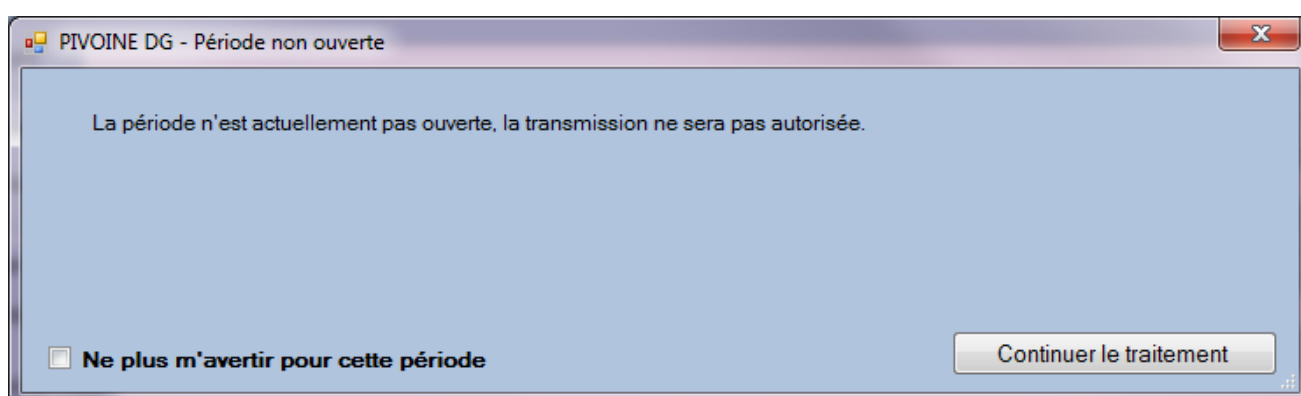 PIVOINE DG - Période non ouverte
La période n'est actuellement pas ouverte, la transmission ne sera pas autorisée.
Ne plus m'avertir pour cette période
Continuer le traitement